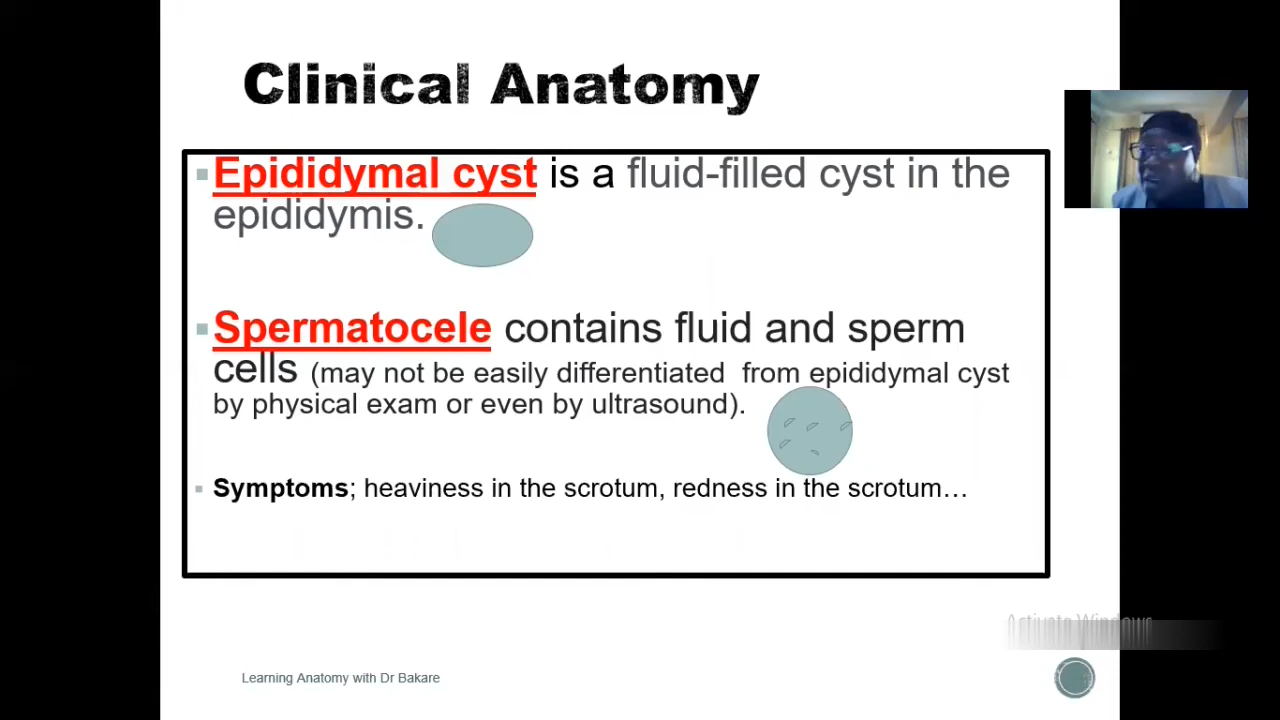 Clinical Anatomy
Epididymal cyst is a fluid-filled cyst in the
epididymis.
Spermatocele contains fluid and sperm
cells (may not be easily differentiated from epididymal cyst
by physical exam or even by ultrasound).
Symptoms; heaviness in the scrotum, redness in the scrotum…
Activate Windows
Learning Anatomy with Dr Bakare